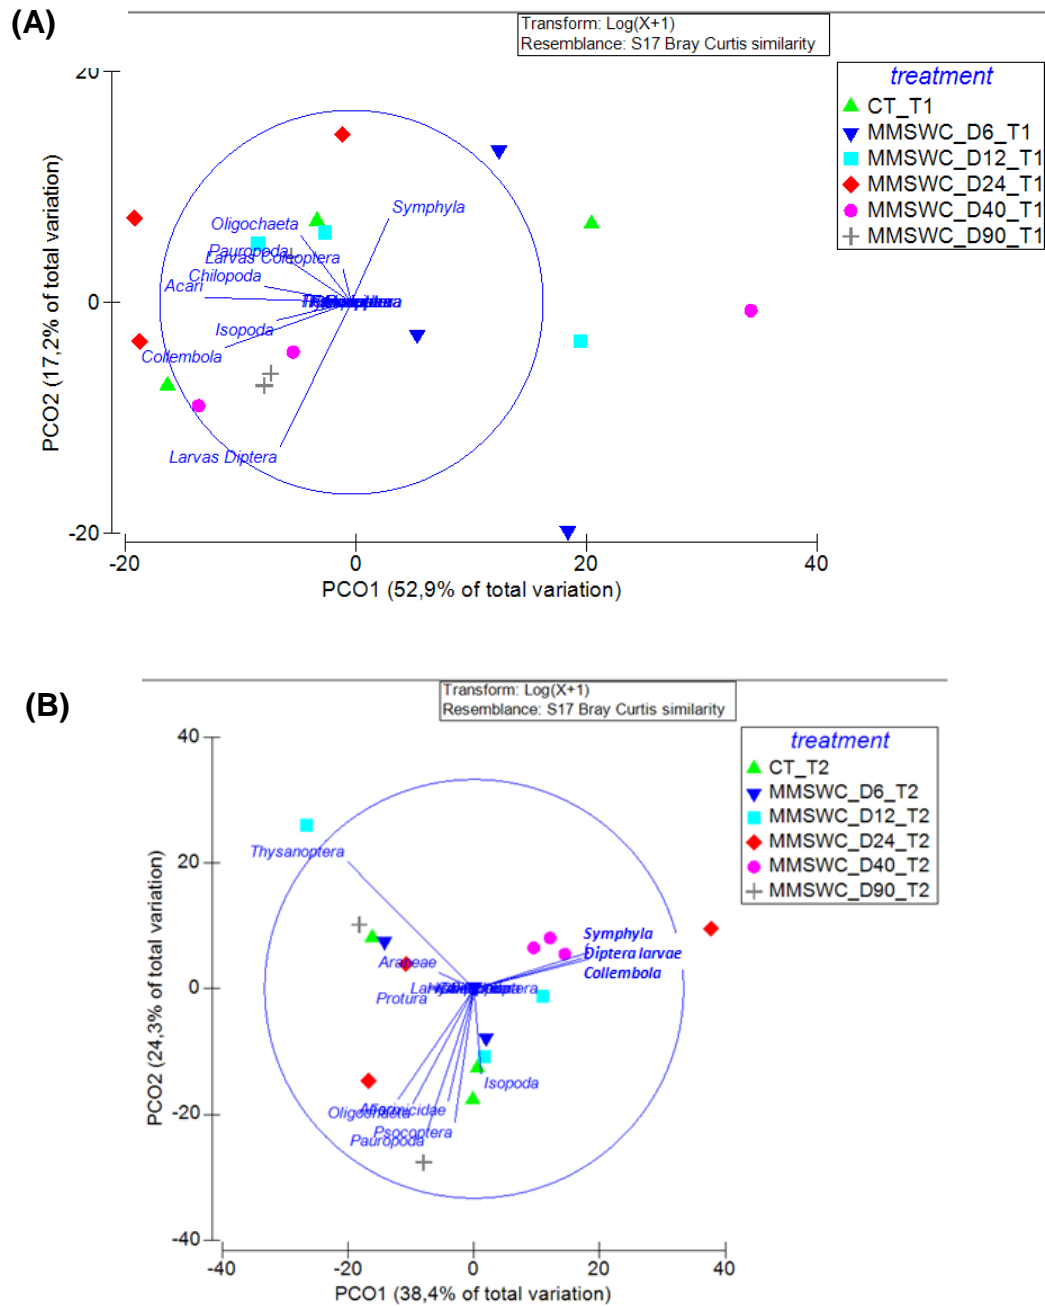 (A)
Transform: Log(X+1)
Resemblance: S17 Bray Curtis similarity
treatment
CT_T1
MMSWC_D6_T1
MMSWC_D12_T1
MMSWC_D24_T1
MMSWC_D40_T1
MMSWC_D90_T1
20
0
-20
PCO2 (17,2% of total variation)
Symphyla
Oligochaeta
Pauropoda
Larvas Coleoptera
Chilopoda
Acari
Isopoda
Collembola
Larvas Diptera
-20 0 20 40
PCO1 (52,9% of total variation)
(B)
Transform: Log(X+1)
Resemblance: S17 Bray Curtis similarity
treatment
CT_T2
MMSWC_D6_T2
MMSWC_D12_T2
MMSWC_D24_T2
MMSWC_D40_T2
MMSWC_D90_T2
40
20
0
-20
-40
PCO2 (24,3% of total variation)
Thysanoptera
Symphyla
Diptera larvae
Collembola
Araneae
Protura
Isopoda
Oligochaeta
Psocoptera
Pauropoda
-40 -20 0 20 40
PCO1 (38,4% of total variation)